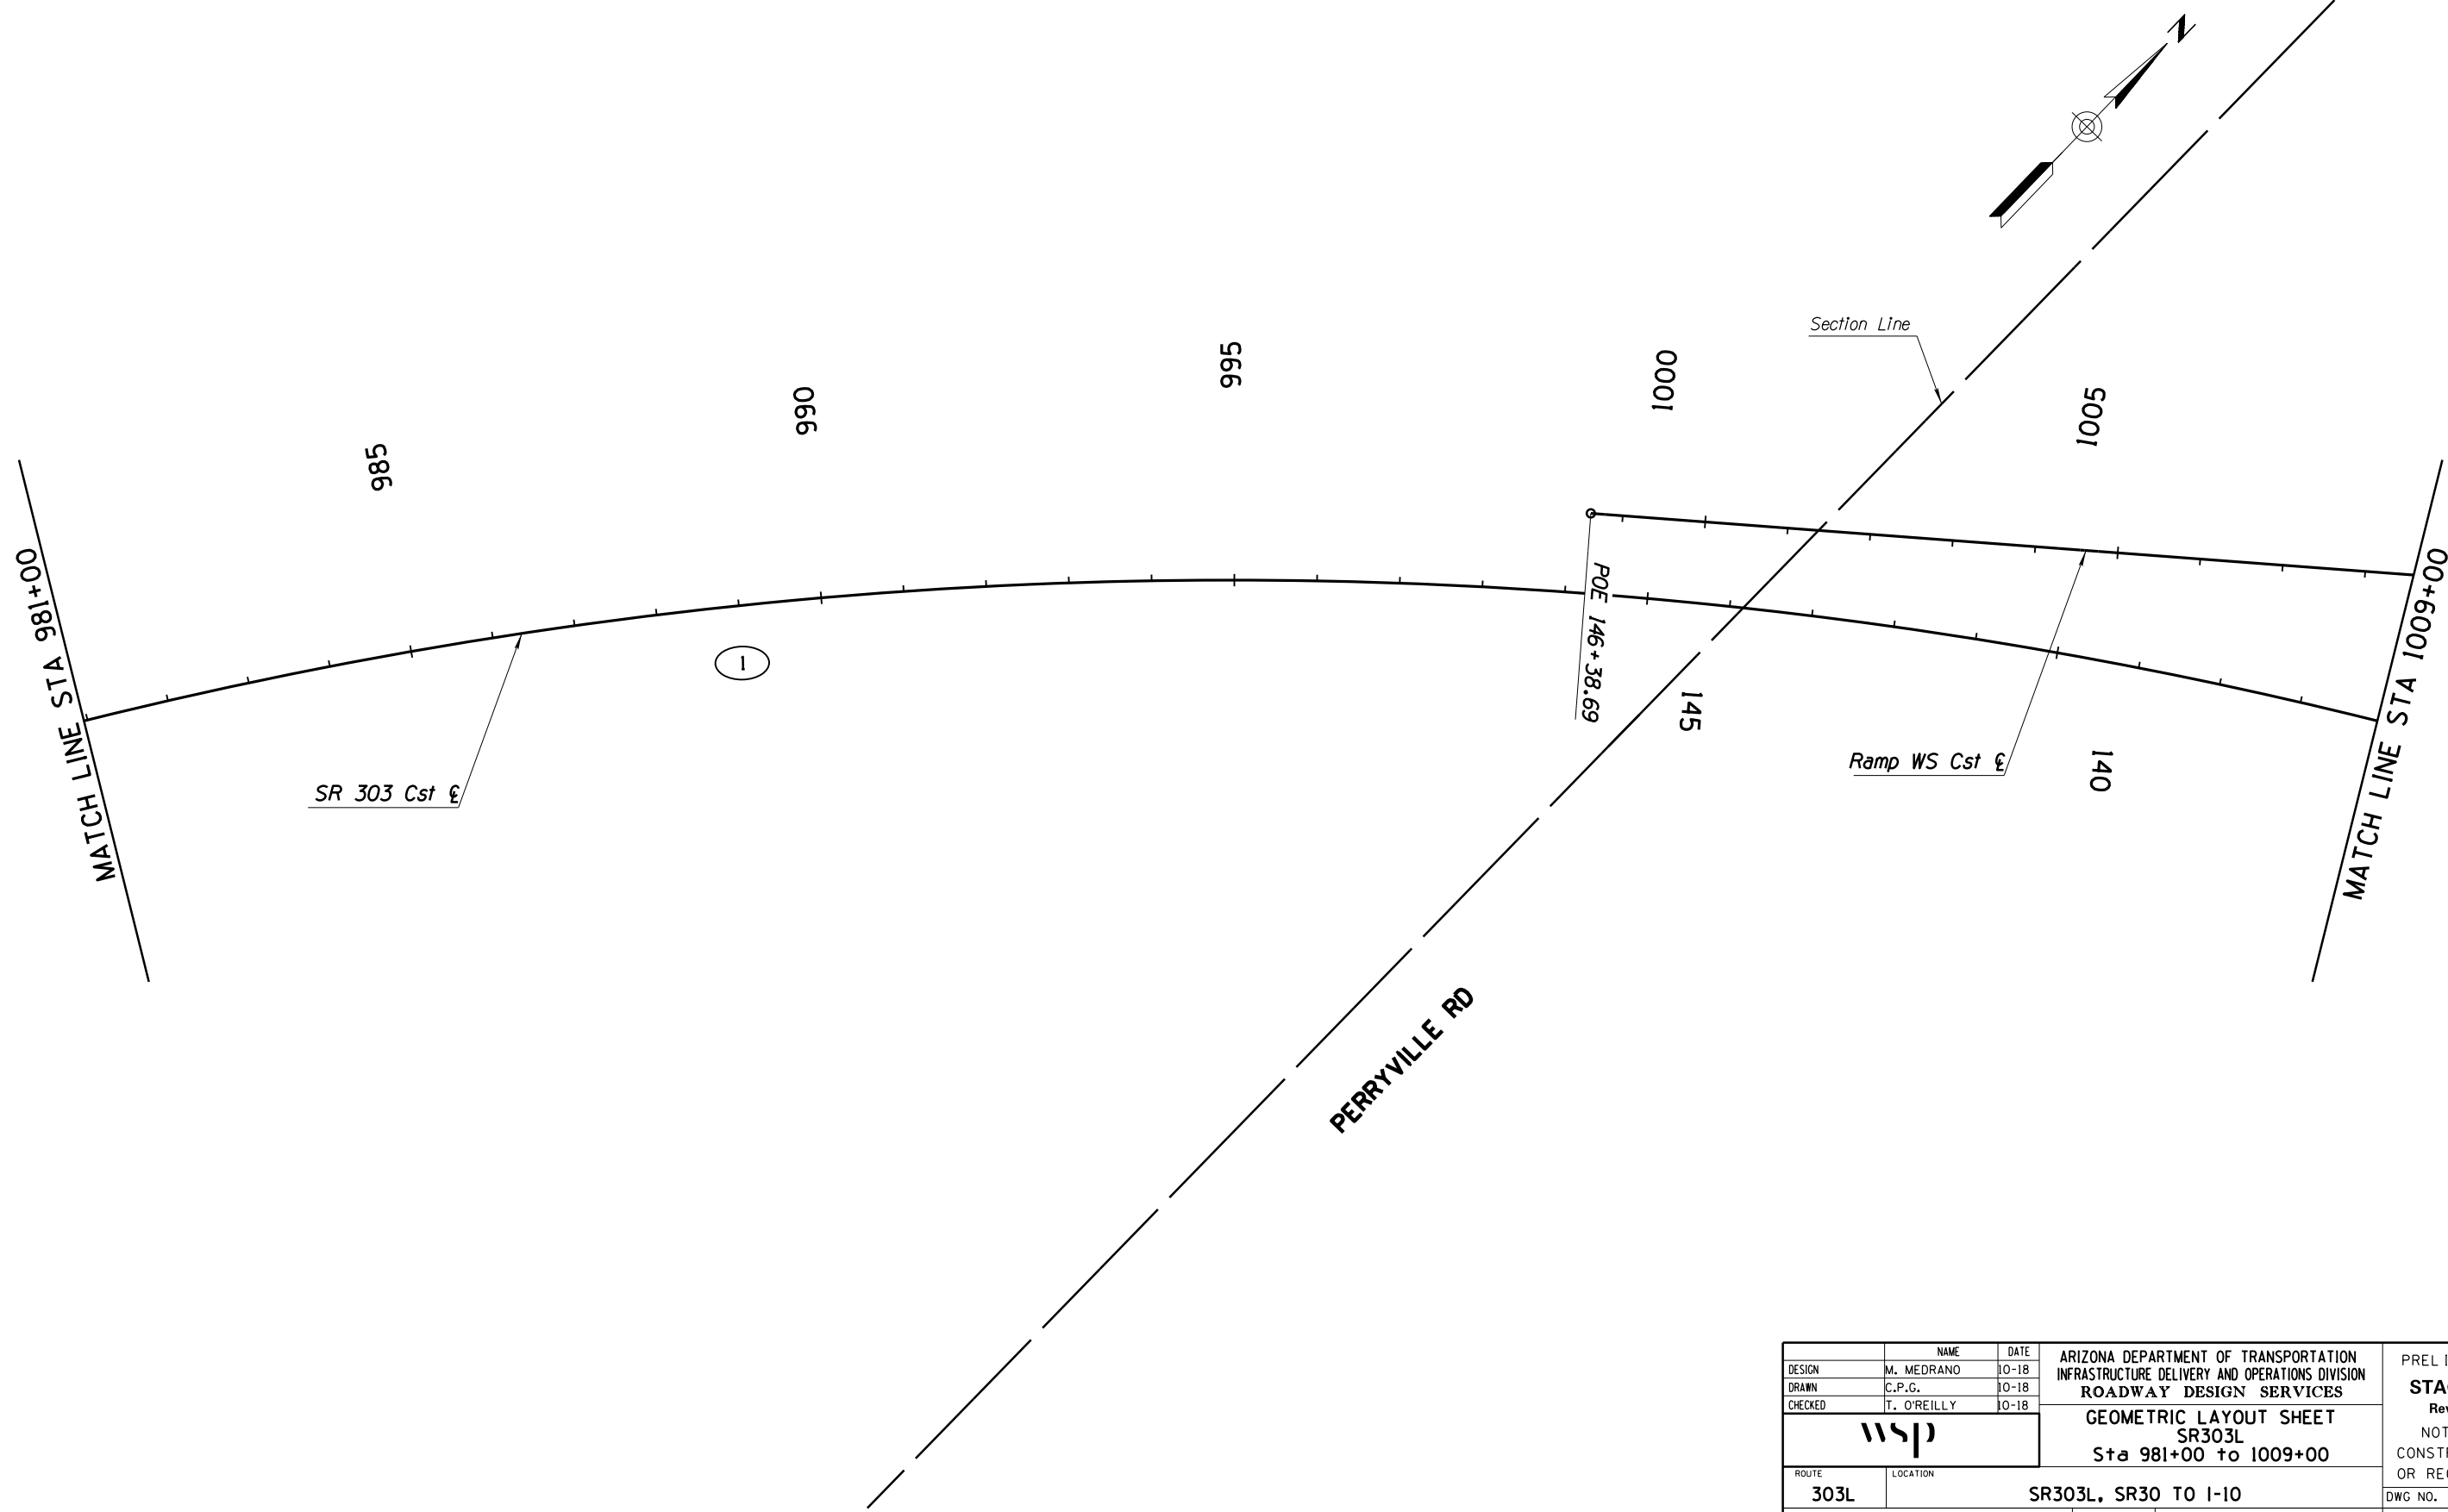 N
Section Line
985
990
995
1000
1005
MATCH LINE STA 981+00
MATCH LINE STA 1009+00
POE 146+38.69
1
145
140
SR 303 Cst ℄
Ramp WS Cst ℄
PERRYVILLE RD
NAME DATE
DESIGN M. MEDRANO 10-18
DRAWN C.P.G. 10-18
CHECKED T. O'REILLY 10-18
wsp
ARIZONA DEPARTMENT OF TRANSPORTATION
INFRASTRUCTURE DELIVERY AND OPERATIONS DIVISION
ROADWAY DESIGN SERVICES
GEOMETRIC LAYOUT SHEET
SR303L
Sta 981+00 to 1009+00
ROUTE
303L
LOCATION
SR303L, SR30 TO I-10
NOT
OR
DWG NO.